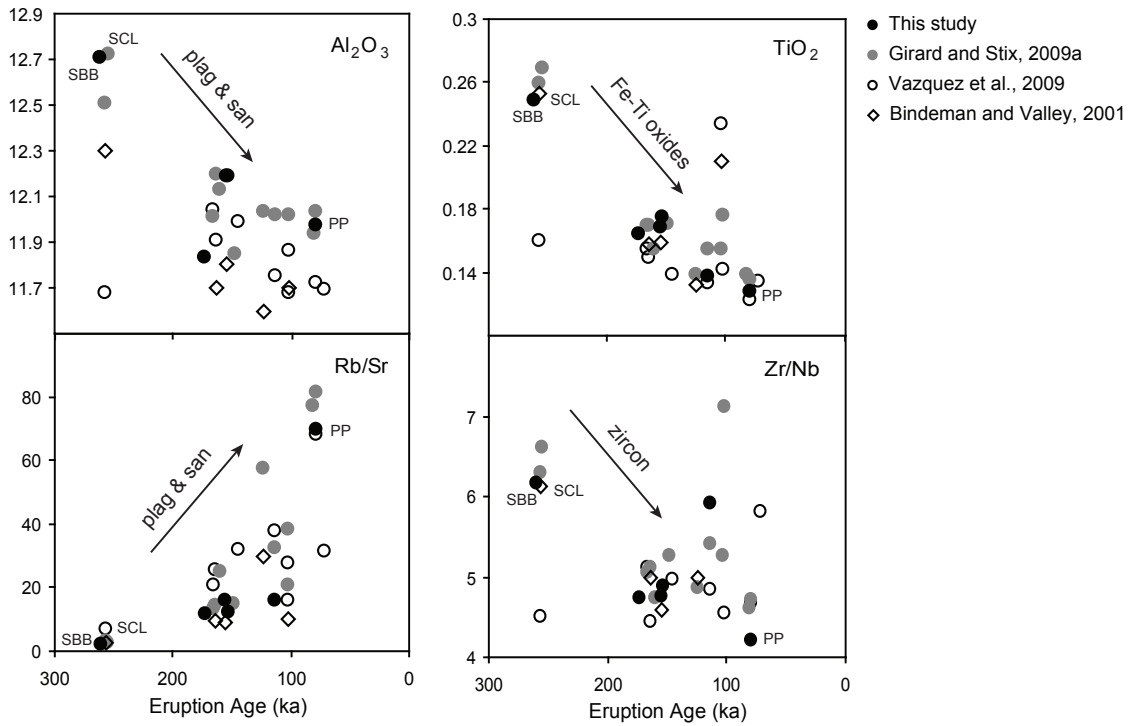 12.9
12.7
12.5
12.3
12.1
11.9
11.7
SCL
SBB
Al2O3
plag & san
PP
0.3
0.26
0.22
0.18
0.14
TiO2
SCL
SBB
Fe-Ti oxides
PP
This study
Girard and Stix, 2009a
Vazquez et al., 2009
Bindeman and Valley, 2001
80
60
40
20
0
Rb/Sr
plag & san
PP
SCL
SBB
300
200
100
0
Eruption Age (ka)
7
6
5
4
Zr/Nb
zircon
SCL
SBB
PP
300
200
100
0
Eruption Age (ka)